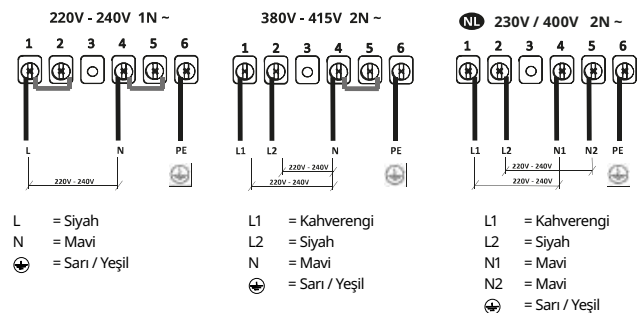 220V - 240V 1N ~
1 2 3 4 5 6
L N PE
220V - 240V
L = Siyah
N = Mavi
= Sarı / Yeşil
380V - 415V 2N ~
1 2 3 4 5 6
L1 L2 N PE
220V - 240V
220V - 240V
L1 = Kahverengi
L2 = Siyah
N = Mavi
= Sarı / Yeşil
NL 230V / 400V 2N ~
1 2 3 4 5 6
L1 L2 N1 N2 PE
220V - 240V
220V - 240V
L1 = Kahverengi
L2 = Siyah
N1 = Mavi
N2 = Mavi
= Sarı / Yeşil